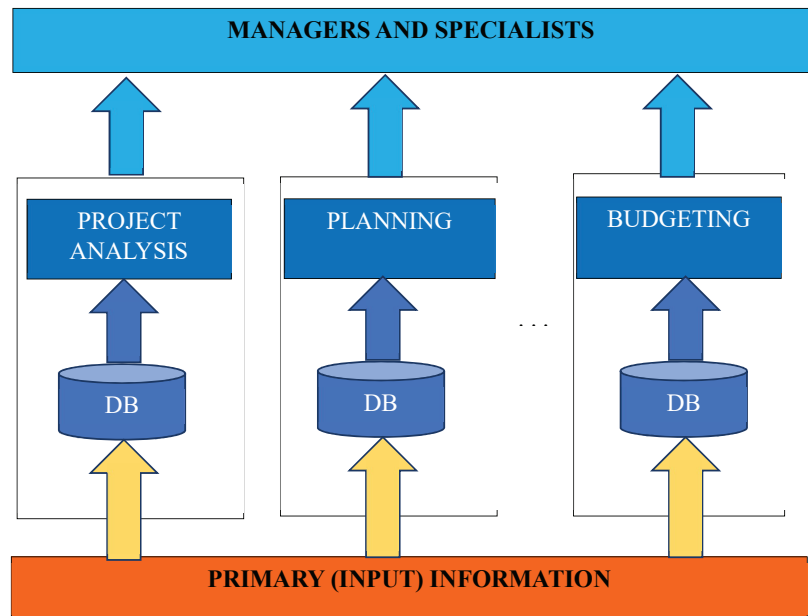 MANAGERS AND SPECIALISTS
PROJECT
ANALYSIS
PLANNING
BUDGETING
. . .
DB
DB
DB
PRIMARY (INPUT) INFORMATION